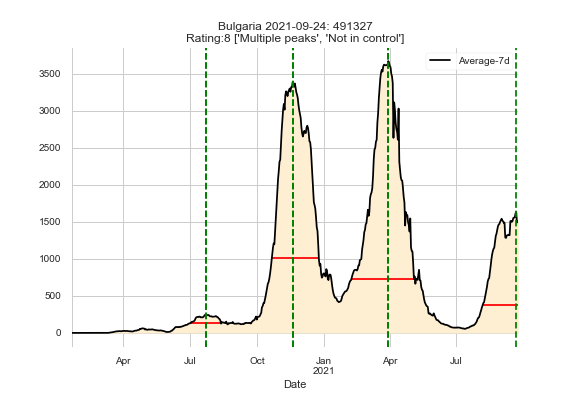 Bulgaria 2021-09-24: 491327
Rating:8 ['Multiple peaks', 'Not in control']
Average-7d
3500
3000
2500
2000
1500
1000
500
0
Apr
Jul
Oct
Jan
2021
Apr
Jul
Date